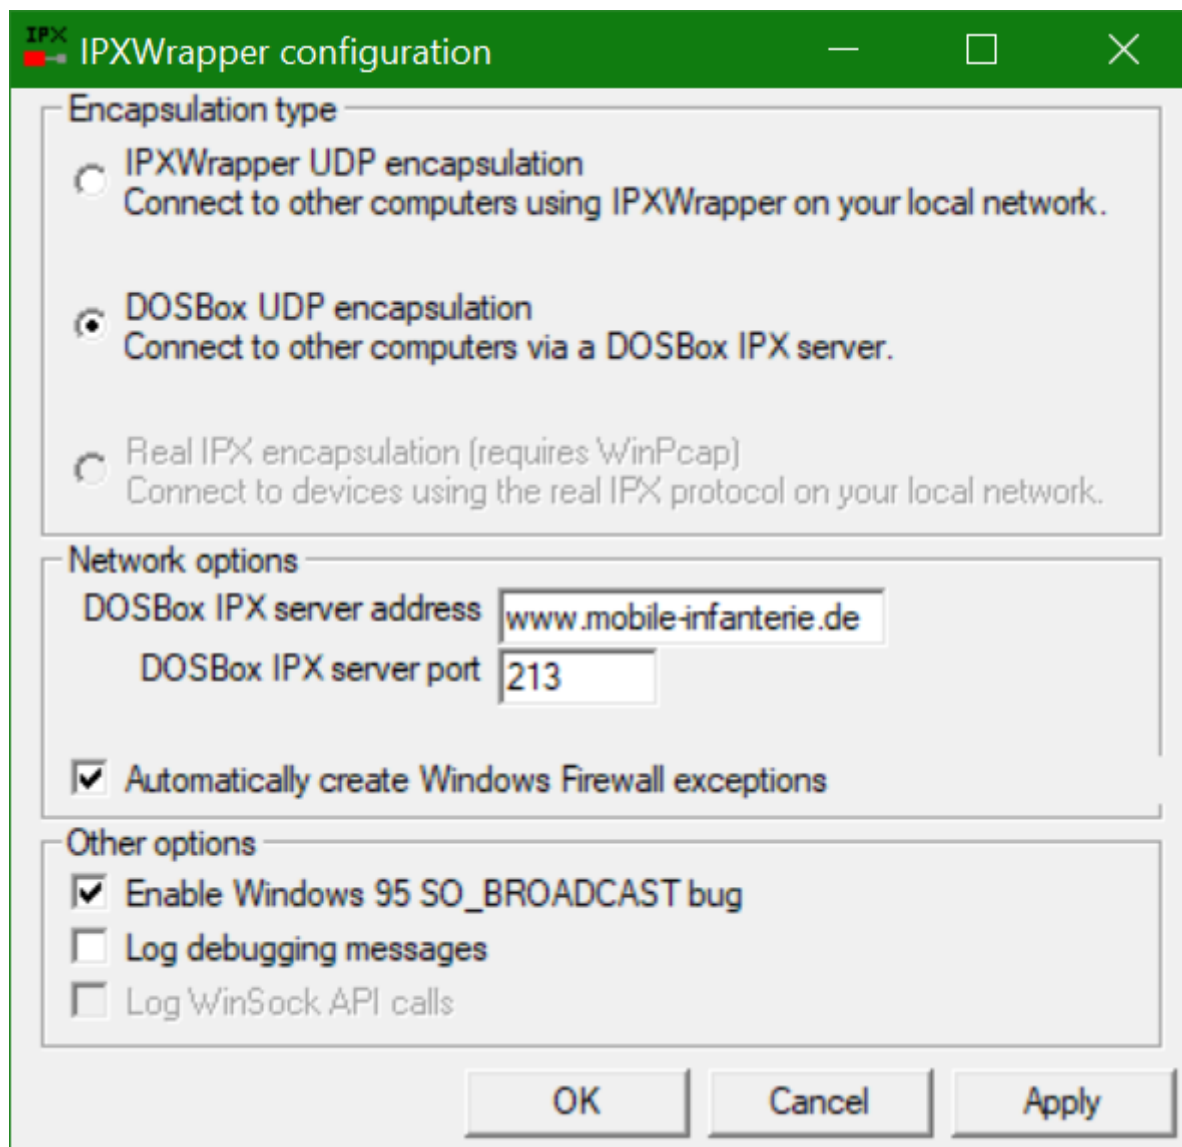 IPX
IPXWrapper configuration
Encapsulation type
IPXWrapper UDP encapsulation
Connect to other computers using IPXWrapper on your local network.
DOSBox UDP encapsulation
Connect to other computers via a DOSBox IPX server.
Real IPX encapsulation (requires WinPcap)
Connect to devices using the real IPX protocol on your local network.
Network options
DOSBox IPX server address www.mobile-infanterie.de
DOSBox IPX server port 213
Automatically create Windows Firewall exceptions
Other options
Enable Windows 95 SO_BROADCAST bug
Log debugging messages
Log WinSock API calls
OK Cancel Apply